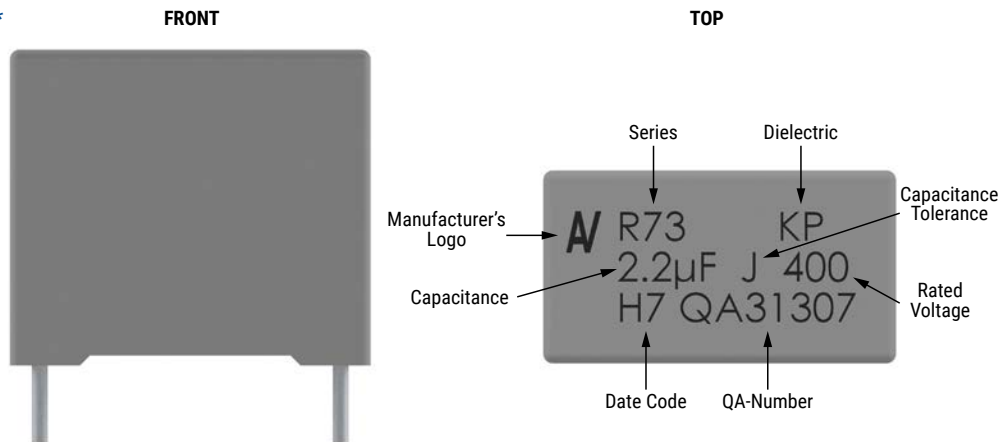 *
FRONT
TOP
Series
Dielectric
Capacitance
Tolerance
Manufacturer's
Logo
R73 KP
2.2µF J 400
H7 QA31307
Capacitance
Rated
Voltage
Date Code
QA-Number